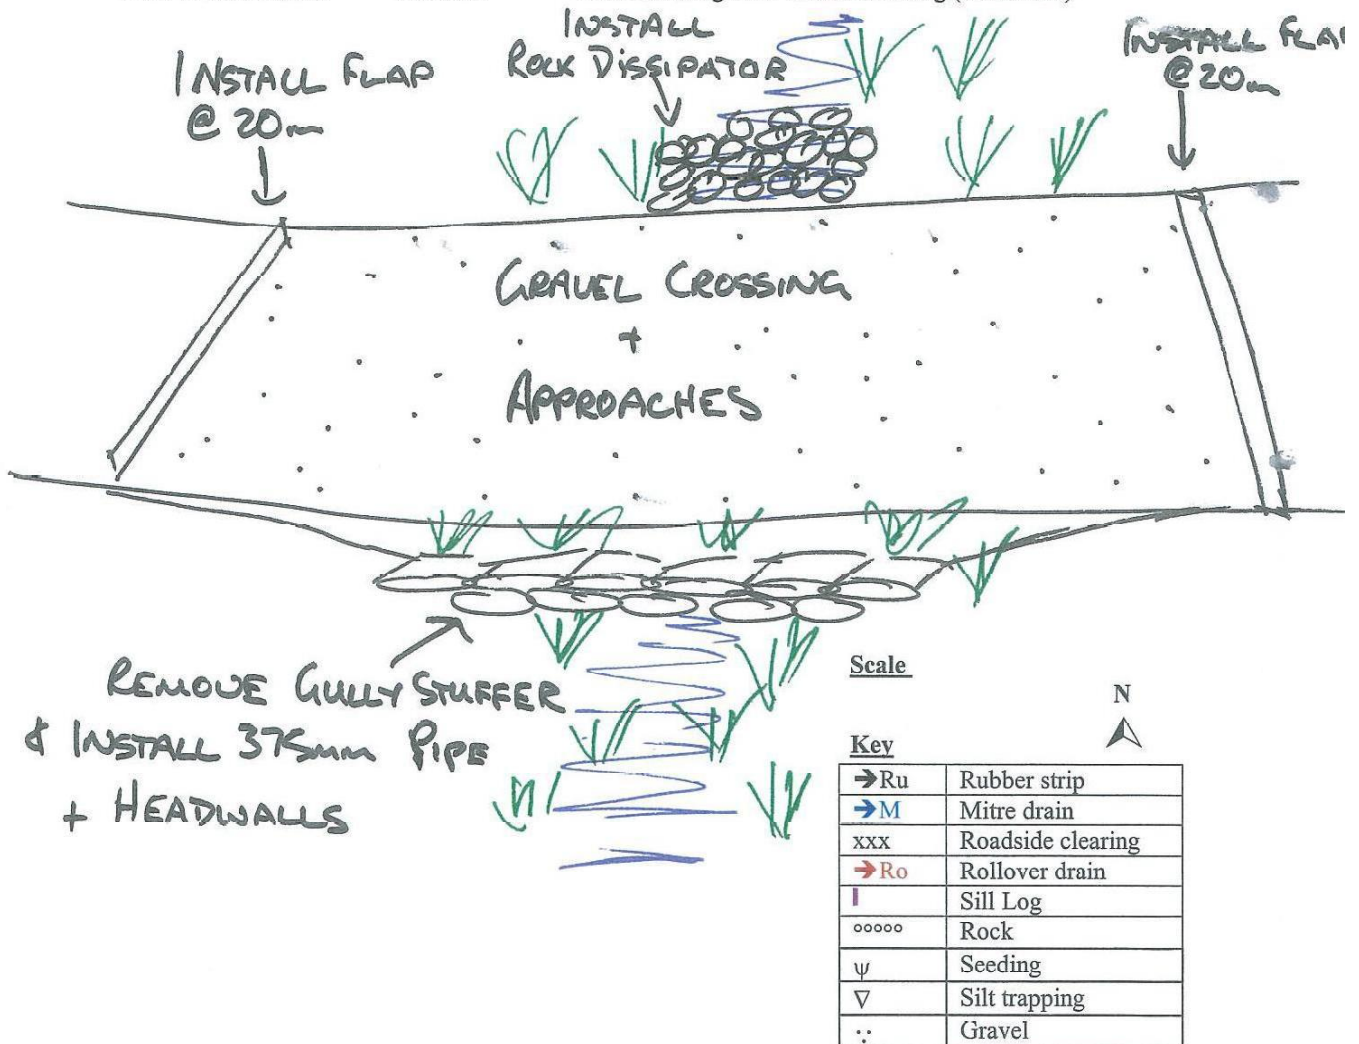 INSTALL FLAP
@ 20m
INSTALL
ROCK DISSIPATOR
INSTALL FLAP
@ 20m
GRAVEL CROSSING
+
APPROACHES
REMOVE GULLY STUFFER
& INSTALL 375mm PIPE
+ HEADWALLS
Scale
N
Key
→Ru Rubber strip
→M Mitre drain
xxx Roadside clearing
→Ro Rollover drain
Sill Log
ooooo Rock
ψ Seeding
∇ Silt trapping
Gravel